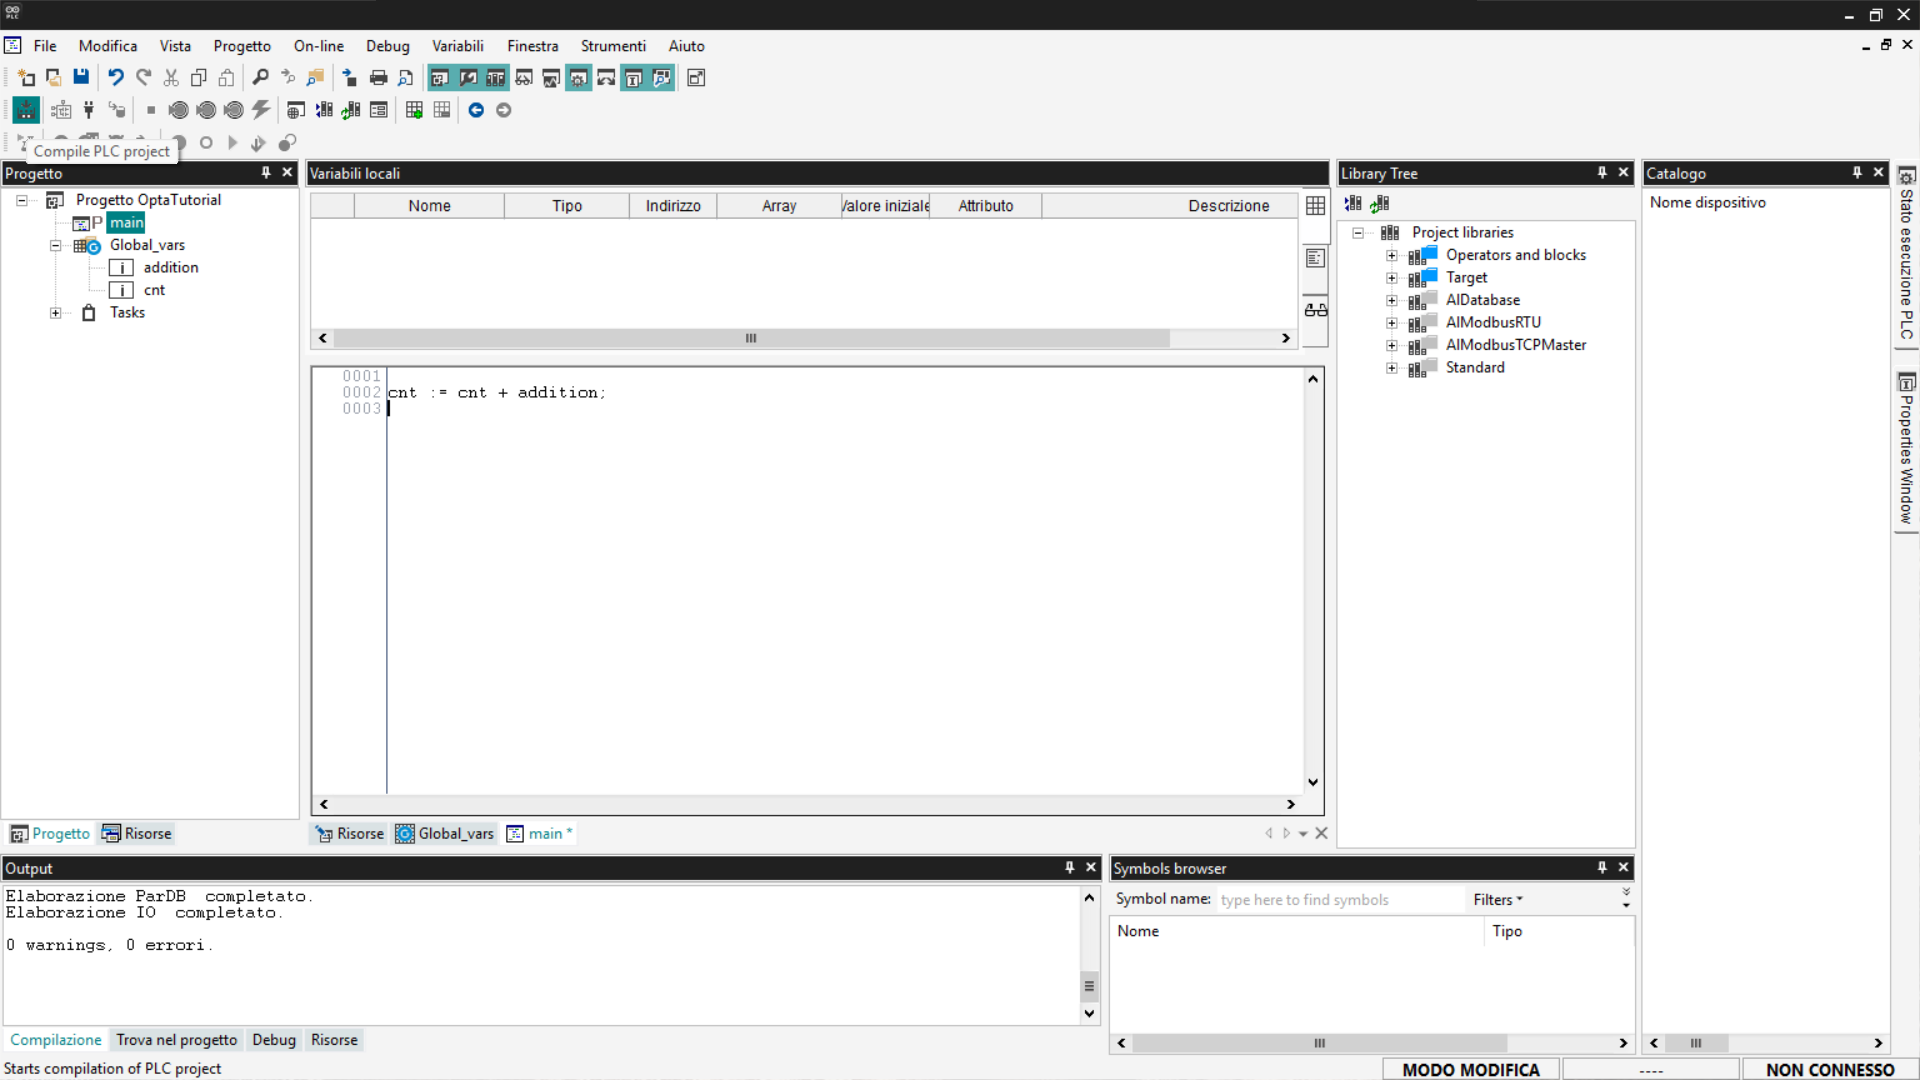 PLC
File Modifica Vista Progetto On-line Debug Variabili Finestra Strumenti Aiuto
Compile PLC project
Progetto
Progetto OptaTutorial
P main
Global_vars
addition
cnt
Tasks
Progetto Risorse
Variabili locali
Nome Tipo Indirizzo Array Valore iniziale Attributo Descrizione
0001
0002 cnt := cnt + addition;
0003
Risorse Global_vars main *
Library Tree
Project libraries
Operators and blocks
Target
AlDatabase
AlModbusRTU
AlModbusTCPMaster
Standard
Catalogo
Nome dispositivo
Stato esecuzione PLC
Properties Window
Output
Elaborazione ParDB completato.
Elaborazione IO completato.
0 warnings, 0 errori.
Compilazione Trova nel progetto Debug Risorse
Symbols browser
Symbol name: type here to find symbols Filters
Nome Tipo
Starts compilation of PLC project
MODO MODIFICA ---- NON CONNESSO